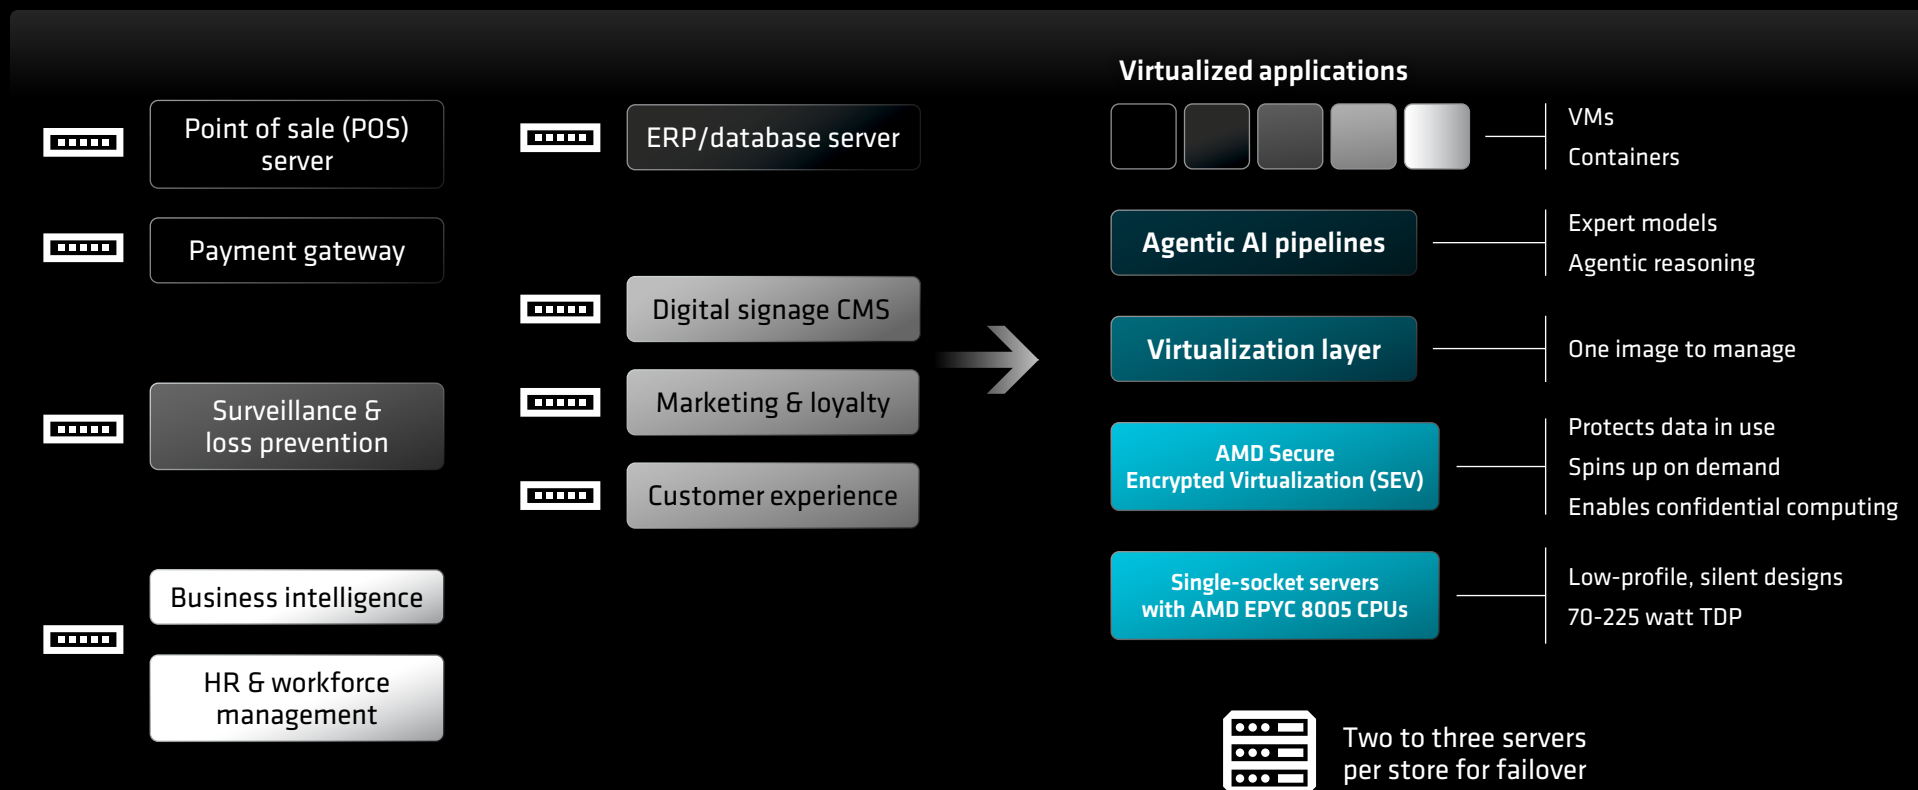 Point of sale (POS)
server
Payment gateway
Surveillance &
loss prevention
Business intelligence
HR & workforce
management
ERP/database server
Digital signage CMS
Marketing & loyalty
Customer experience
Virtualized applications
VMs
Containers
Agentic AI pipelines
Expert models
Agentic reasoning
Virtualization layer
One image to manage
AMD Secure
Encrypted Virtualization (SEV)
Protects data in use
Spins up on demand
Enables confidential computing
Single-socket servers
with AMD EPYC 8005 CPUs
Low-profile, silent designs
70-225 watt TDP
Two to three servers
per store for failover